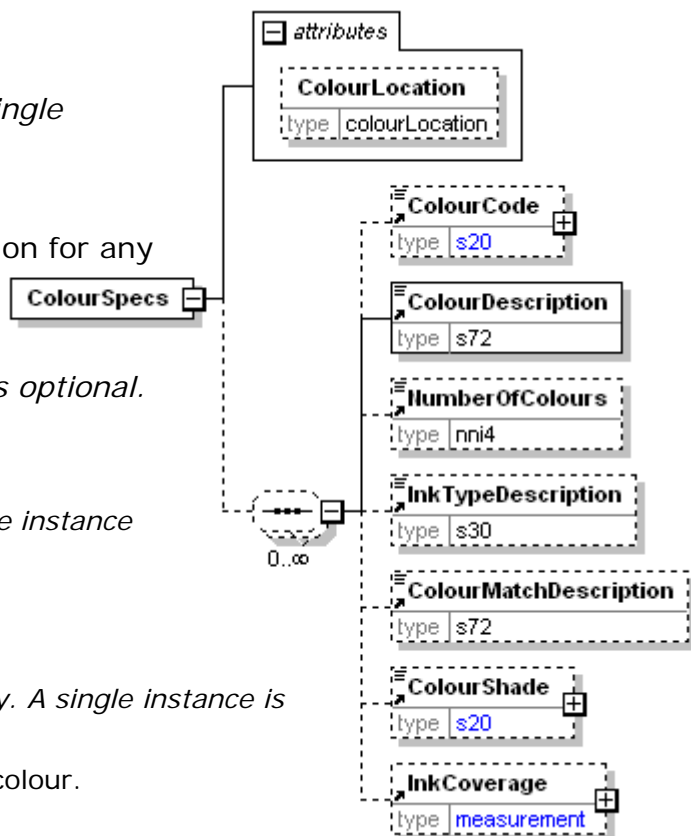 attributes
ColourLocation
type colourLocation
ingle
ColourCode
type s20
on for any
ColourSpecs
ColourDescription
type s72
s optional.
NumberOfColours
type nni4
InkTypeDescription
type s30
e instance
0..∞
ColourMatchDescription
type s72
ColourShade
type s20
y. A single instance is
colour.
InkCoverage
type measurement